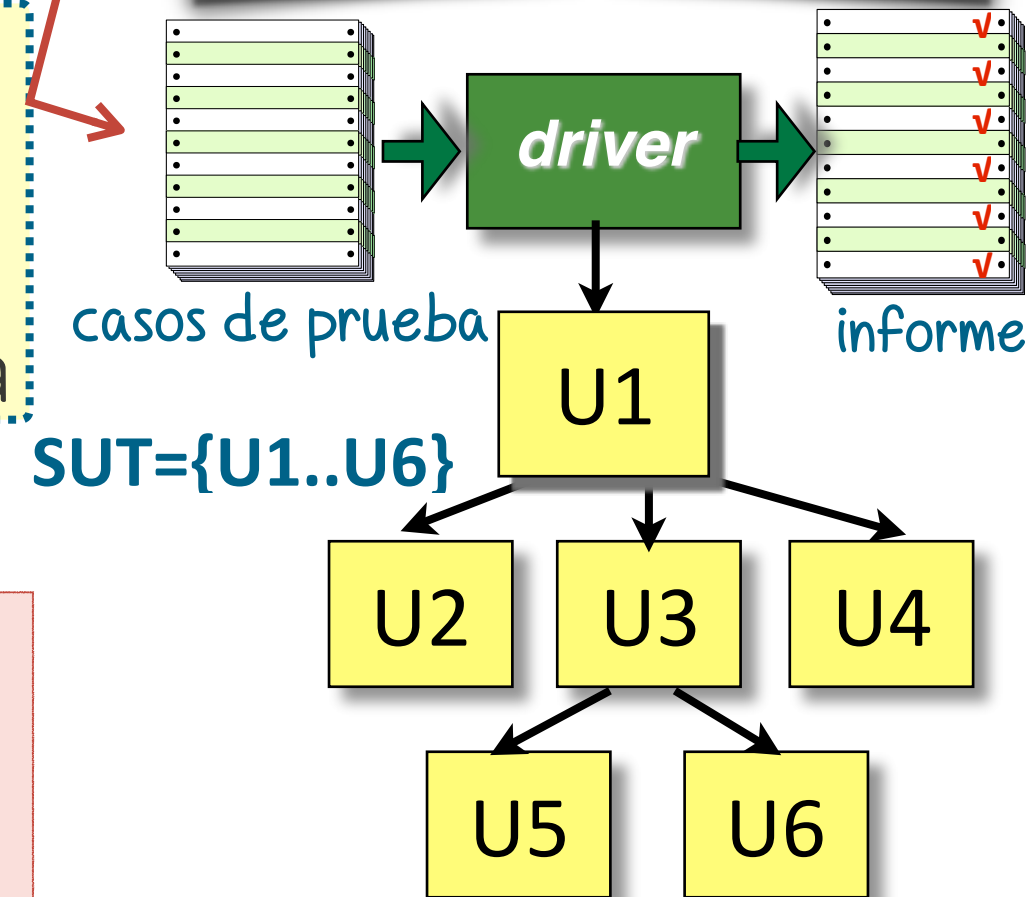 driver
casos de prueba
informe
a
U1
SUT={U1..U6}
U2
U3
U4
U5
U6